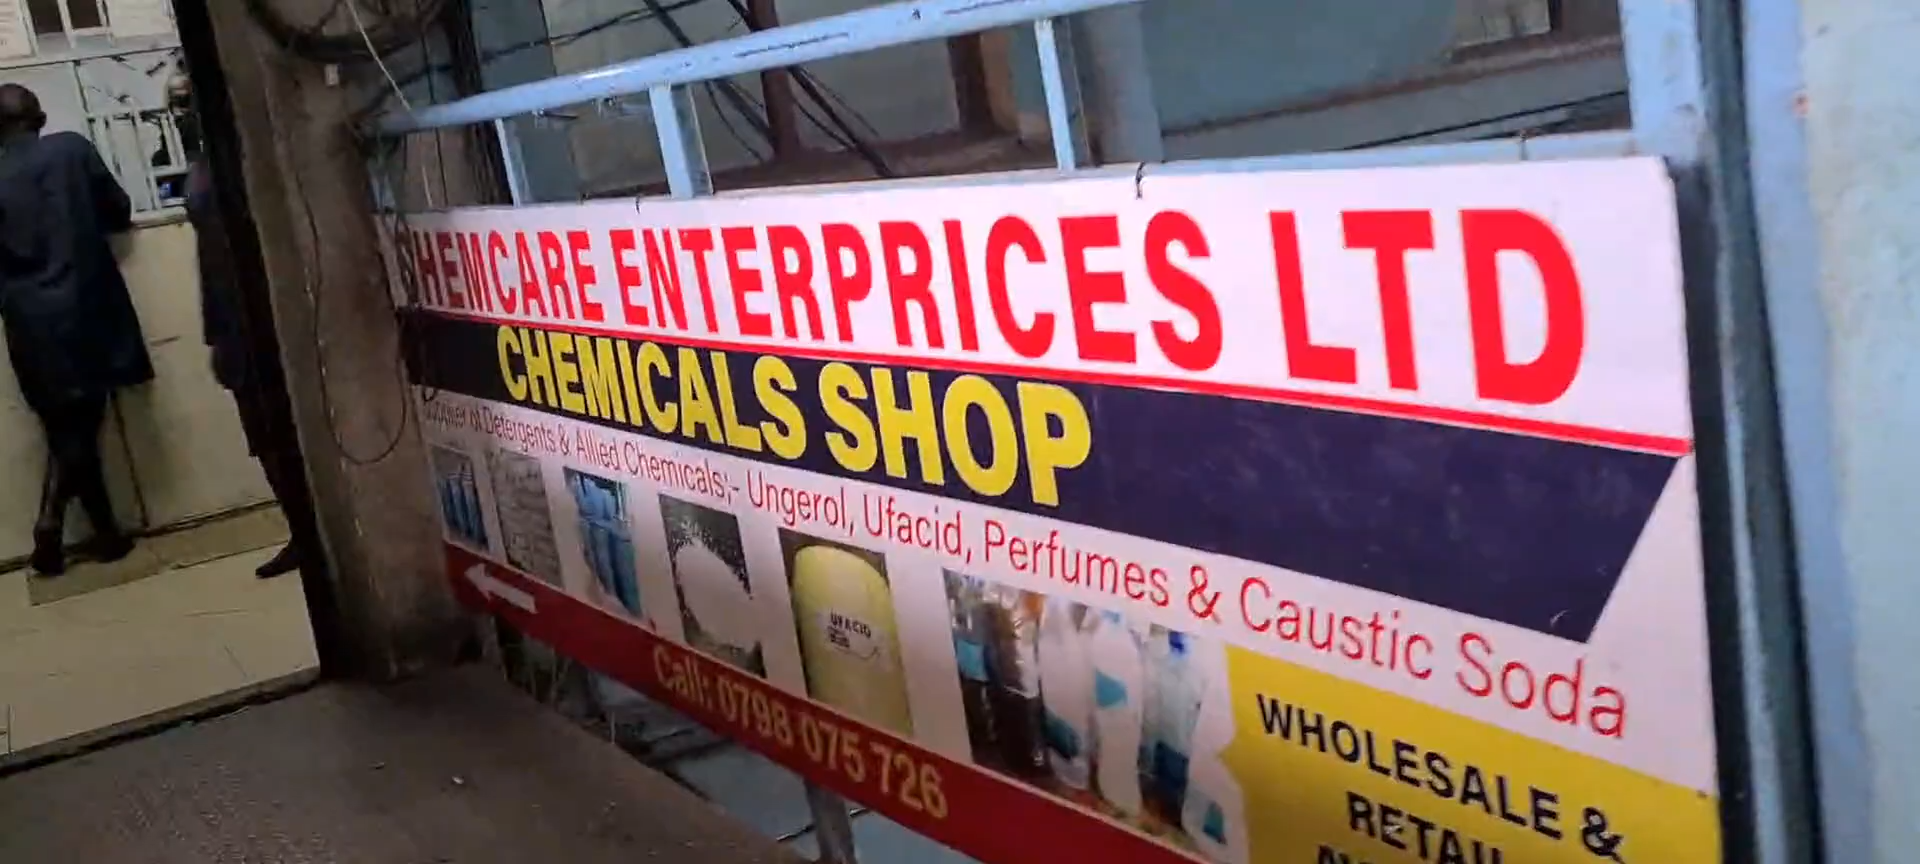 CHEMCARE ENTERPRICES LTD
CHEMICALS SHOP
Supplier of Detergents & Allied Chemicals;- Ungerol, Ufacid, Perfumes & Caustic Soda
UFACID
Call: 0798 075 726
WHOLESALE &
RETAIL